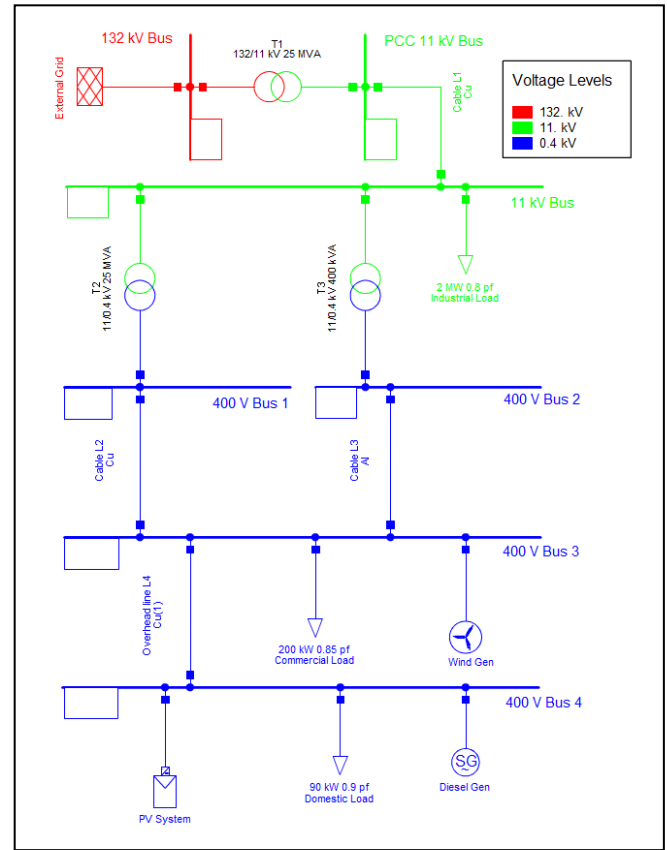 132 kV Bus
T1
132/11 kV 25 MVA
PCC 11 kV Bus
External Grid
Cable L1
Cu
Voltage Levels
132. kV
11. kV
0.4 kV
11 kV Bus
T2
11/0.4 kV 25 MVA
T3
11/0.4 kV 400 kVA
2 MW 0.8 pf
Industrial Load
400 V Bus 1
400 V Bus 2
Cable L2
Cu
Cable L3
Al
400 V Bus 3
Overhead line L4
Cu(1)
200 kW 0.85 pf
Commercial Load
Wind Gen
400 V Bus 4
SG
~
PV System
90 kW 0.9 pf
Domestic Load
Diesel Gen